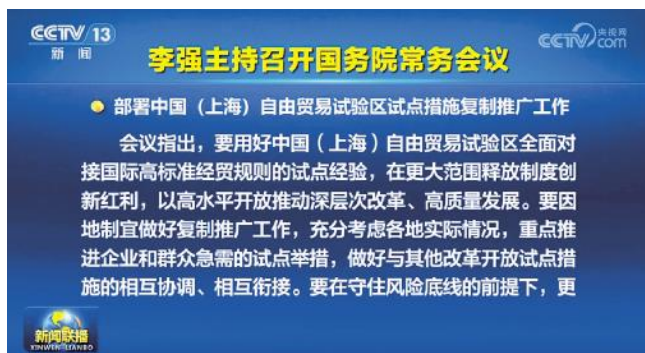 CCTV 13
新闻
央视网
CCTV com
李强主持召开国务院常务会议
部署中国（上海）自由贸易试验区试点措施复制推广工作
会议指出，要用好中国（上海）自由贸易试验区全面对
接国际高标准经贸规则的试点经验，在更大范围释放制度创
新红利，以高水平开放推动深层次改革、高质量发展。要因
地制宜做好复制推广工作，充分考虑各地实际情况，重点推
进企业和群众急需的试点举措，做好与其他改革开放试点措
施的相互协调、相互衔接。要在守住风险底线的前提下，更
新闻联播
XINWEN LIANBO